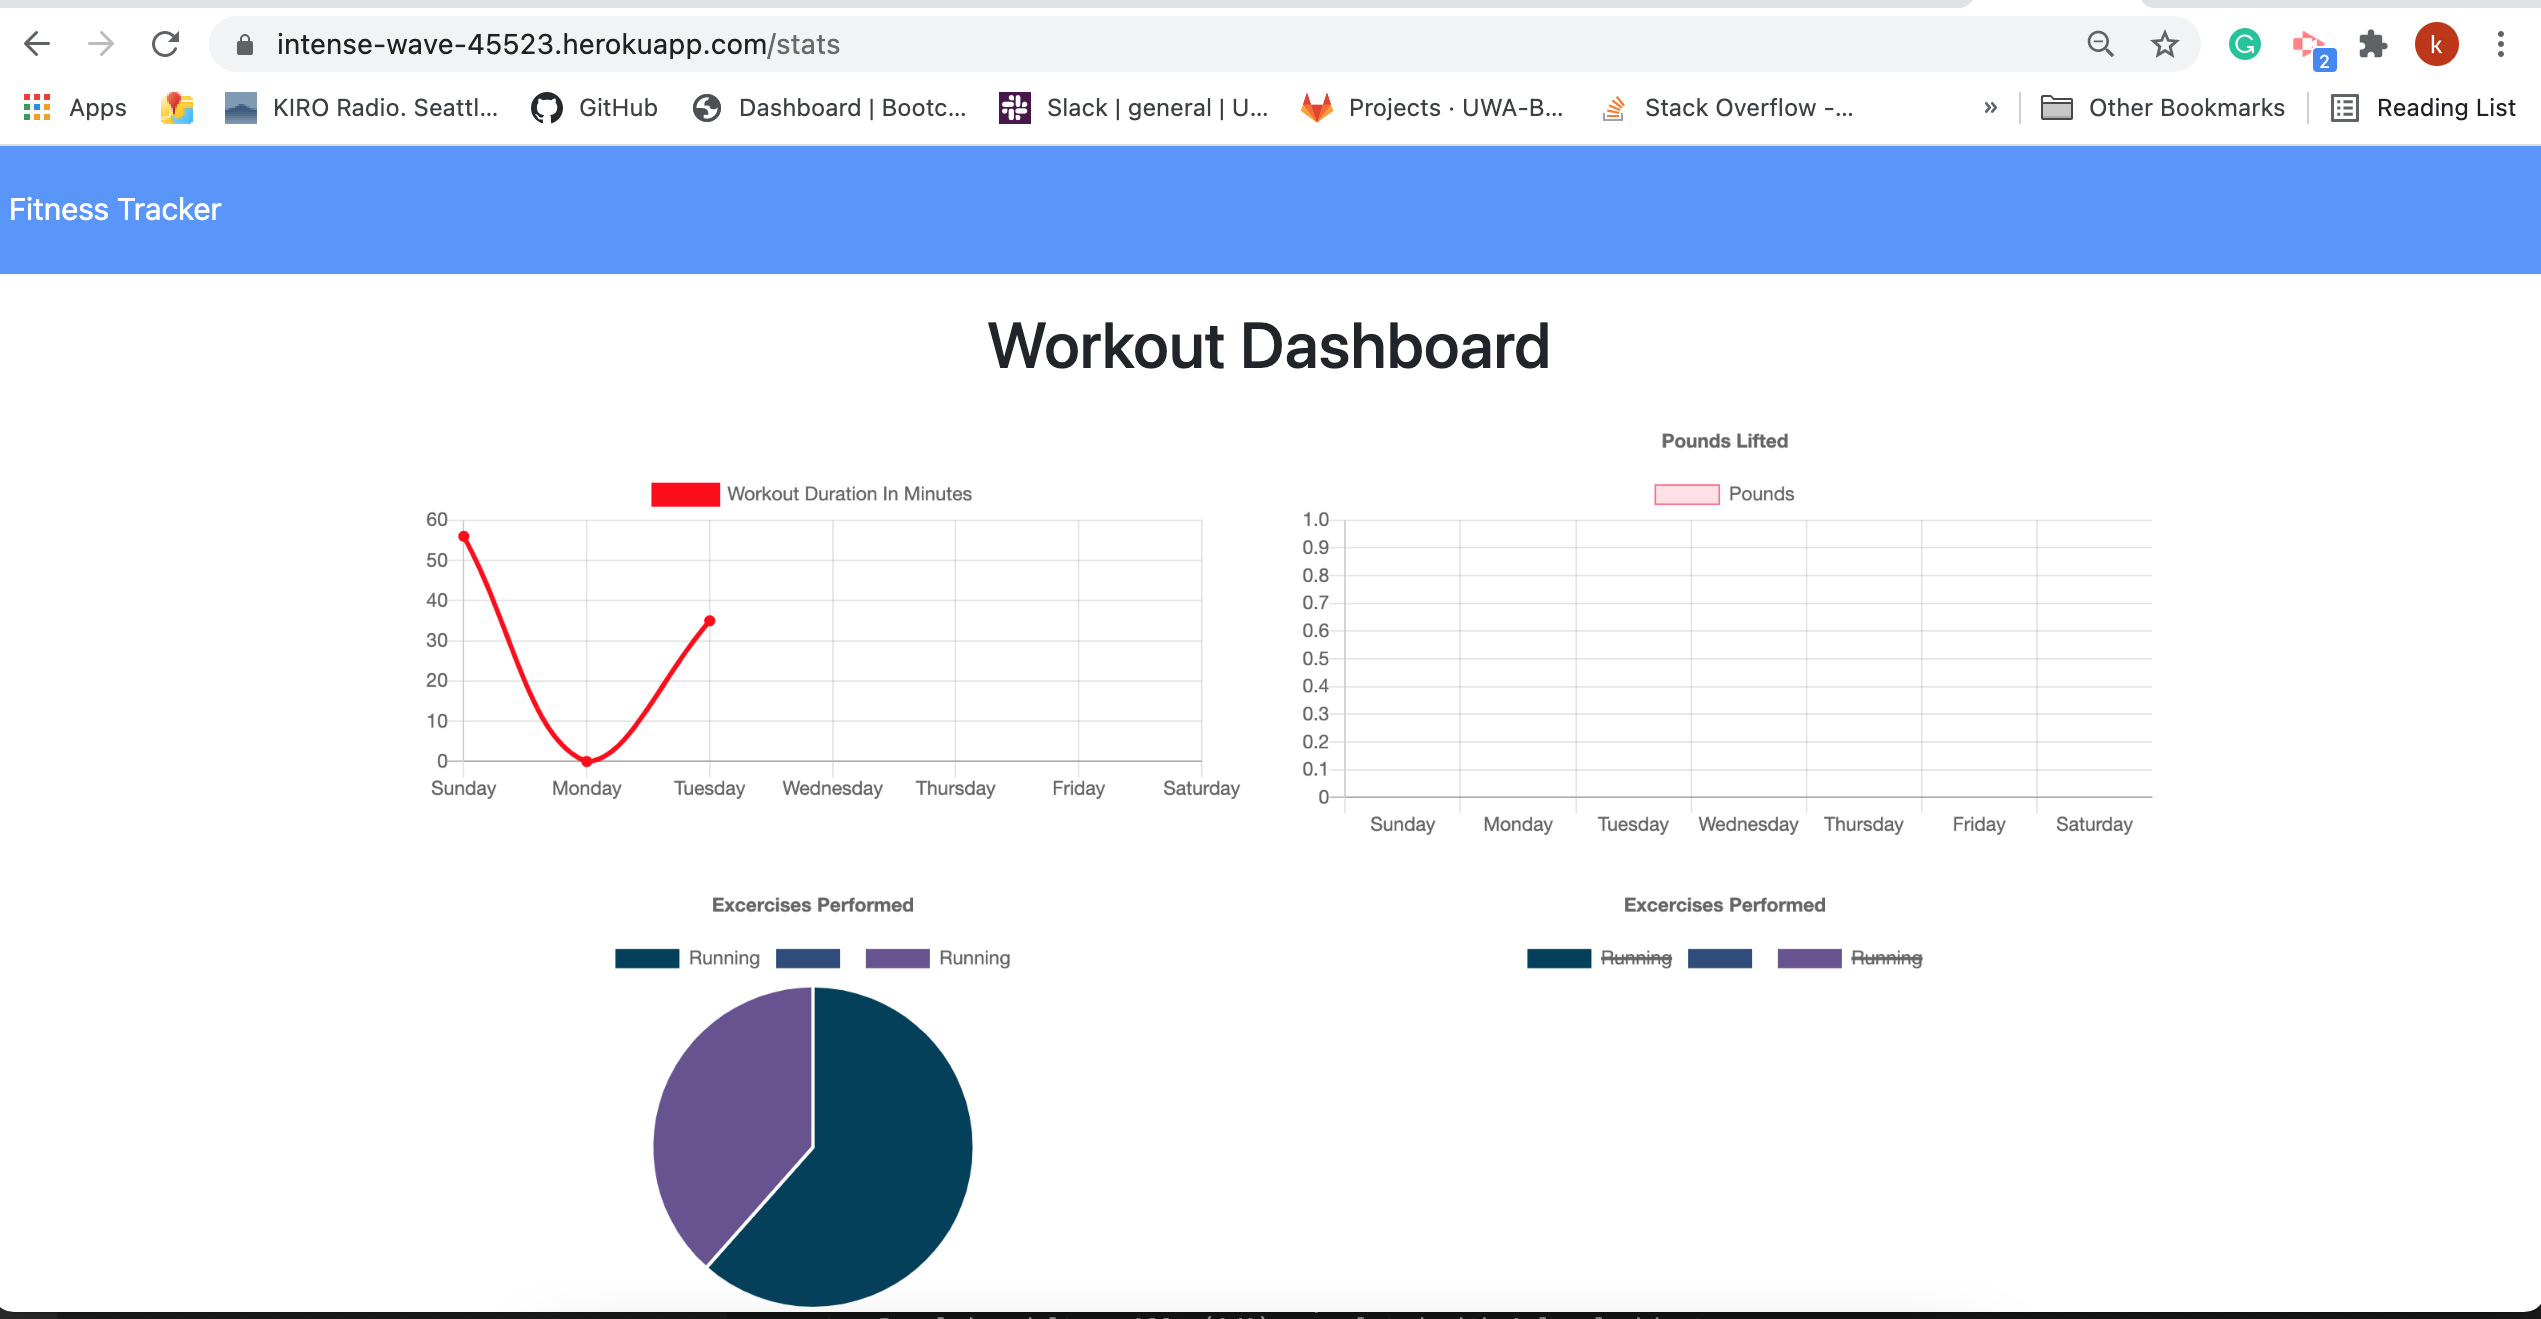 intense-wave-45523.herokuapp.com/stats
G
2
k
Apps
KIRO Radio. Seattl...
GitHub
Dashboard | Bootc...
Slack | general | U...
Projects · UWA-B...
Stack Overflow -...
»
Other Bookmarks
Reading List
Fitness Tracker
Workout Dashboard
Workout Duration In Minutes
60
50
40
30
20
10
0
Sunday Monday Tuesday Wednesday Thursday Friday Saturday
Pounds Lifted
Pounds
1.0
0.9
0.8
0.7
0.6
0.5
0.4
0.3
0.2
0.1
0
Sunday Monday Tuesday Wednesday Thursday Friday Saturday
Excercises Performed
Running Running
Excercises Performed
Running Running